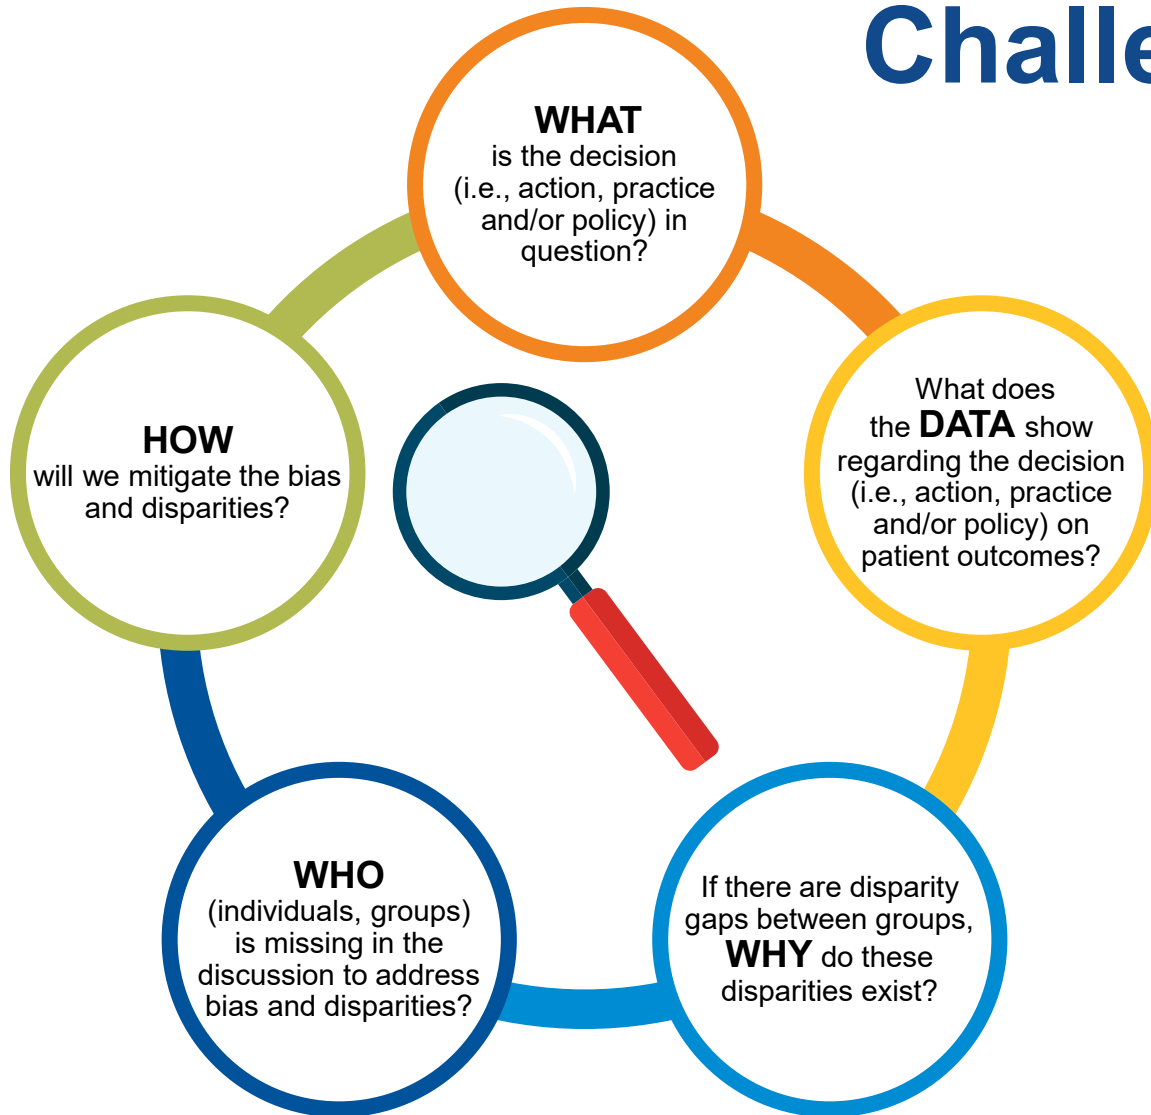 Challe
WHAT
is the decision
(i.e., action, practice
and/or policy) in
question?
What does
the DATA show
regarding the decision
(i.e., action, practice
and/or policy) on
patient outcomes?
If there are disparity
gaps between groups,
WHY do these
disparities exist?
WHO
(individuals, groups)
is missing in the
discussion to address
bias and disparities?
HOW
will we mitigate the bias
and disparities?